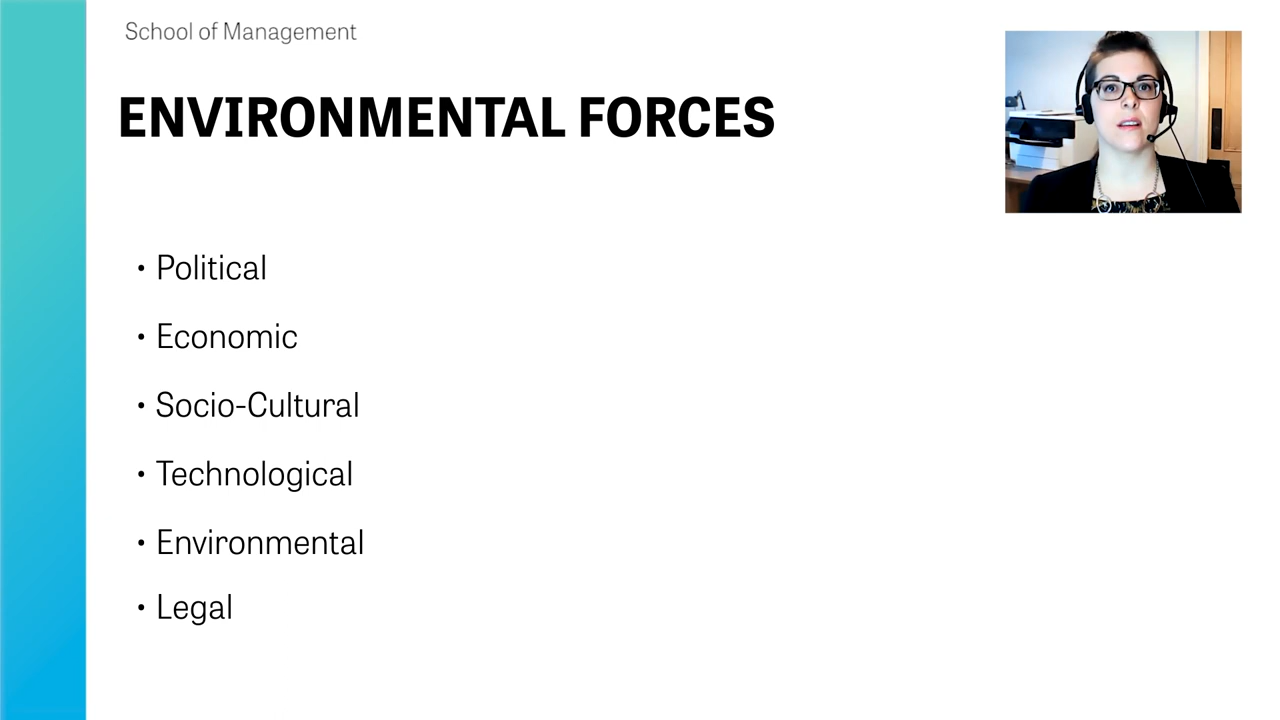 School of Management
ENVIRONMENTAL FORCES
• Political
• Economic
• Socio-Cultural
• Technological
• Environmental
• Legal